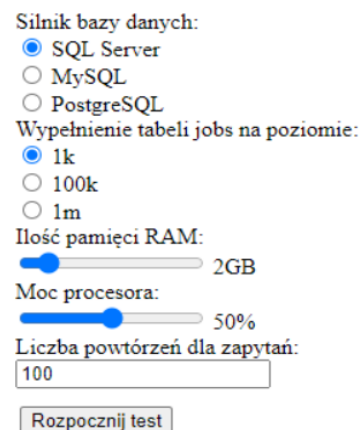 Silnik bazy danych:
SQL Server
MySQL
PostgreSQL
Wypełnienie tabeli jobs na poziomie:
1k
100k
1m
Ilość pamięci RAM:
2GB
Moc procesora:
50%
Liczba powtórzeń dla zapytań:
100
Rozpocznij test